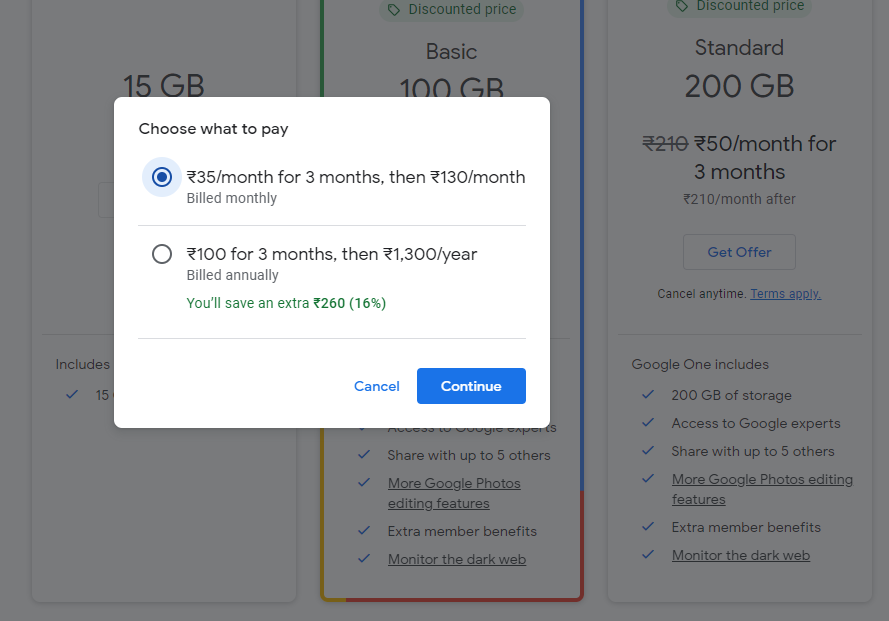 Discounted price
Discounted price
Basic
Standard
15 GB
100 GB
200 GB
Choose what to pay
₹35/month for 3 months, then ₹130/month
Billed monthly
₹100 for 3 months, then ₹1,300/year
Billed annually
You'll save an extra ₹260 (16%)
Cancel
Continue
₹210 ₹50/month for
3 months
₹210/month after
Get Offer
Cancel anytime. Terms apply.
Includes
15
Access to Google experts
Share with up to 5 others
More Google Photos
editing features
Extra member benefits
Monitor the dark web
Google One includes
200 GB of storage
Access to Google experts
Share with up to 5 others
More Google Photos editing
features
Extra member benefits
Monitor the dark web